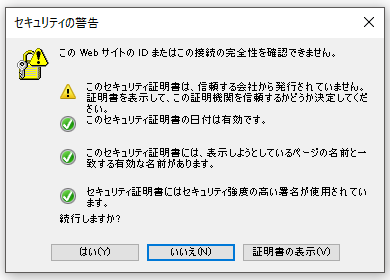 セキュリティの警告
この Web サイトの ID またはこの接続の完全性を確認できません。
このセキュリティ証明書は、信頼する会社から発行されていません。
証明書を表示して、この証明機関を信頼するかどうか決定してくだ
さい。
このセキュリティ証明書の日付は有効です。
このセキュリティ証明書には、表示しようとしているページの名前と一
致する有効な名前があります。
セキュリティ証明書にはセキュリティ強度の高い署名が使用されてい
ます。
続行しますか?
はい(Y)
いいえ(N)
証明書の表示(V)